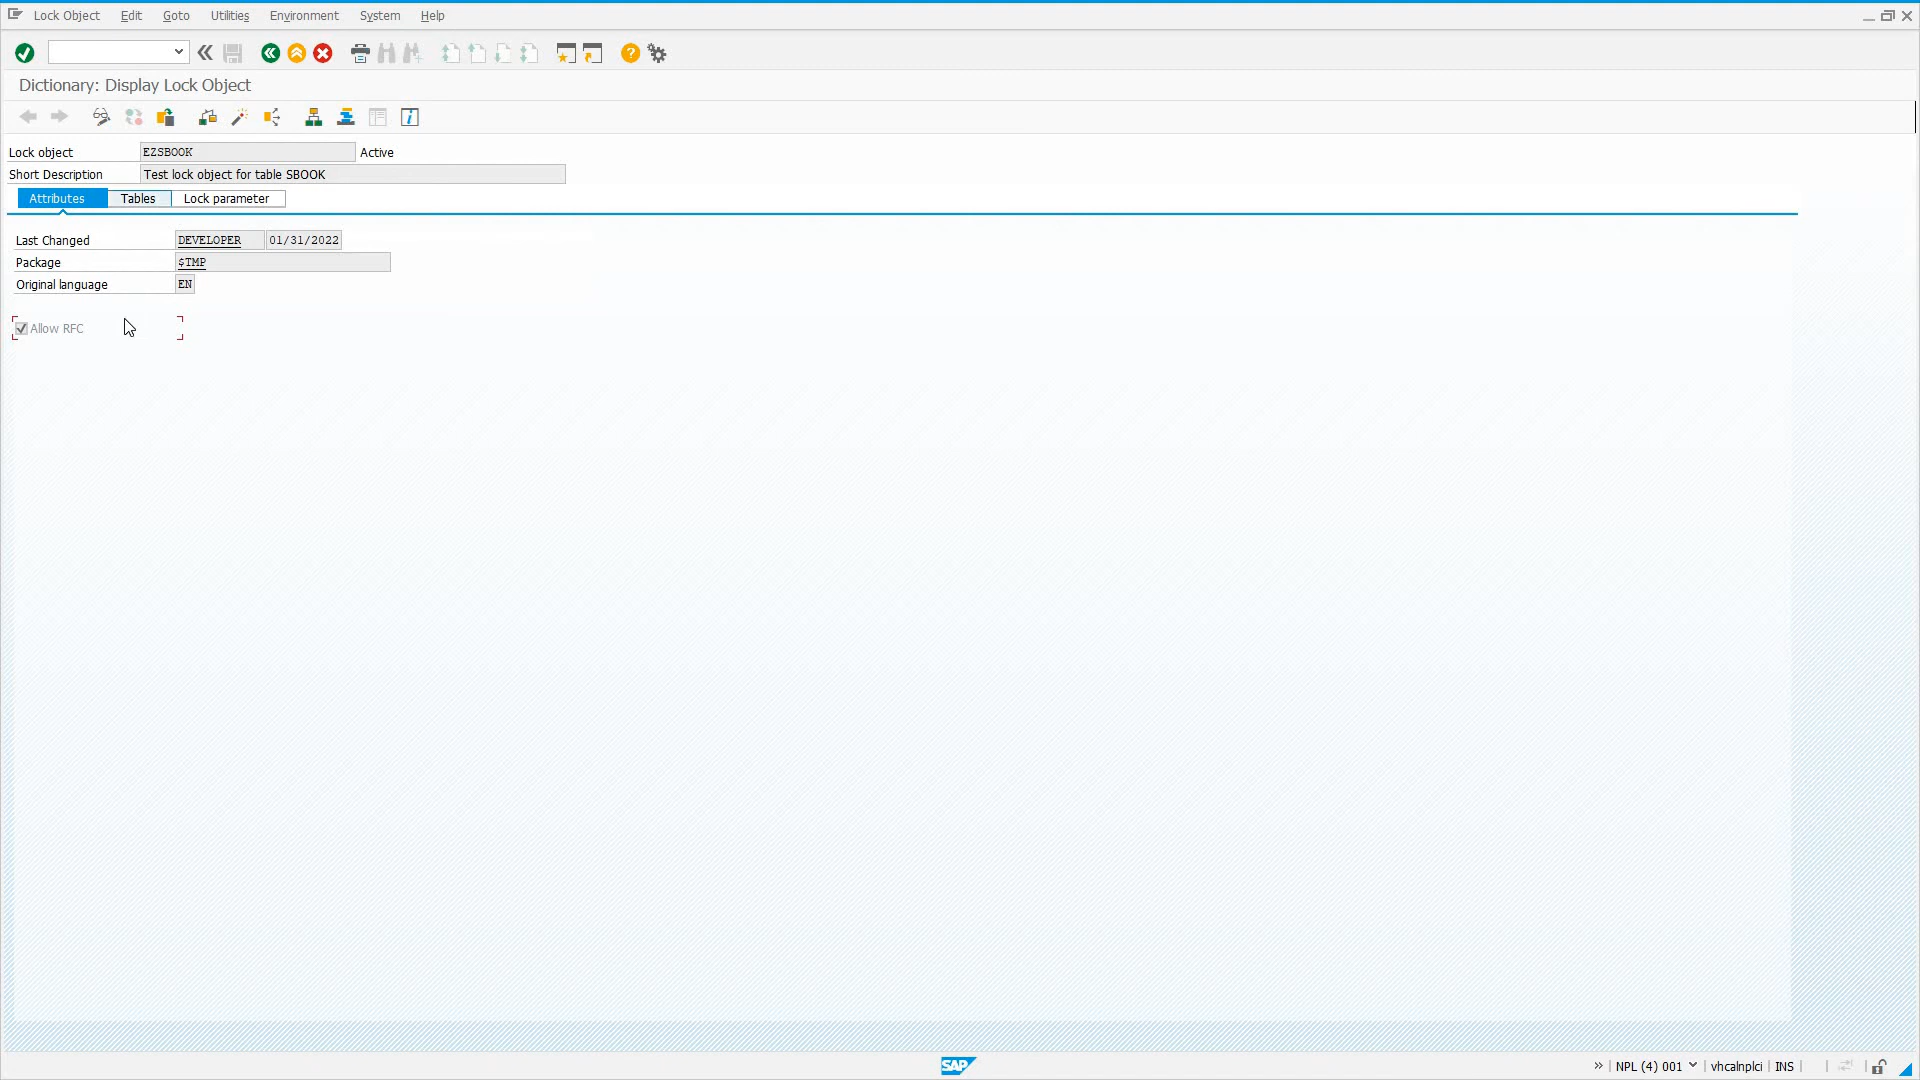 Lock Object Edit Goto Utilities Environment System Help
Dictionary: Display Lock Object
Lock object EZSBOOK Active
Short Description Test lock object for table SBOOK
Attributes Tables Lock parameter
Last Changed DEVELOPER 01/31/2022
Package $TMP
Original language EN
Allow RFC
SAP NPL (4) 001 vhcalnplci INS